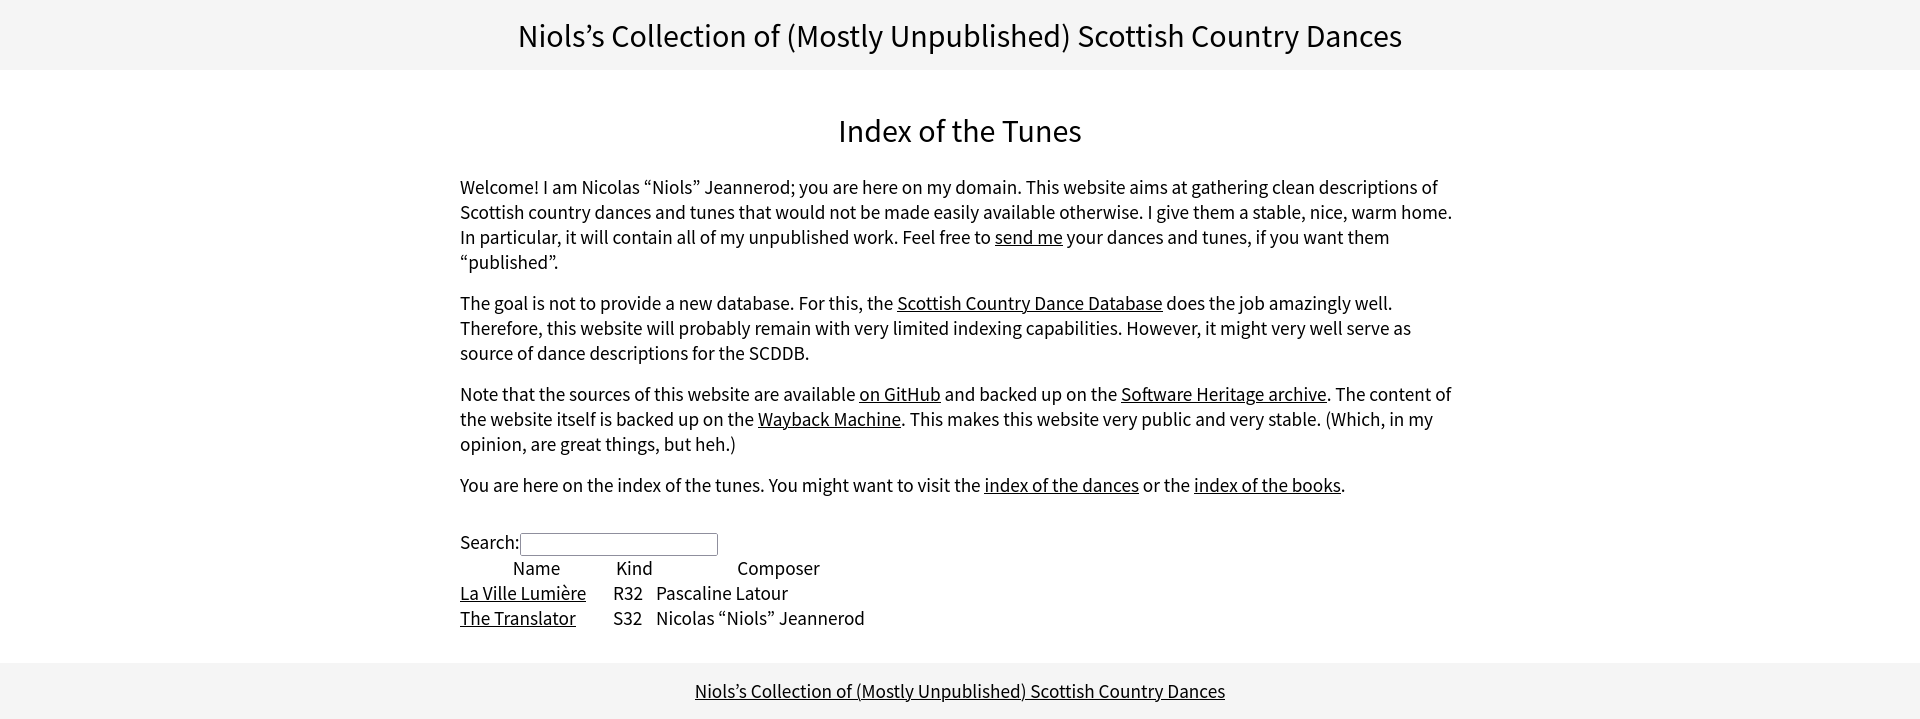 Niols’s Collection of (Mostly Unpublished) Scottish Country Dances
Index of the Tunes
Welcome! I am Nicolas “Niols” Jeannerod; you are here on my domain. This website aims at gathering clean descriptions of
Scottish country dances and tunes that would not be made easily available otherwise. I give them a stable, nice, warm home.
In particular, it will contain all of my unpublished work. Feel free to send me your dances and tunes, if you want them
“published”.
The goal is not to provide a new database. For this, the Scottish Country Dance Database does the job amazingly well.
Therefore, this website will probably remain with very limited indexing capabilities. However, it might very well serve as
source of dance descriptions for the SCDDB.
Note that the sources of this website are available on GitHub and backed up on the Software Heritage archive. The content of
the website itself is backed up on the Wayback Machine. This makes this website very public and very stable. (Which, in my
opinion, are great things, but heh.)
You are here on the index of the tunes. You might want to visit the index of the dances or the index of the books.
Search:
Name Kind Composer
La Ville Lumière R32 Pascaline Latour
The Translator S32 Nicolas “Niols” Jeannerod
Niols’s Collection of (Mostly Unpublished) Scottish Country Dances